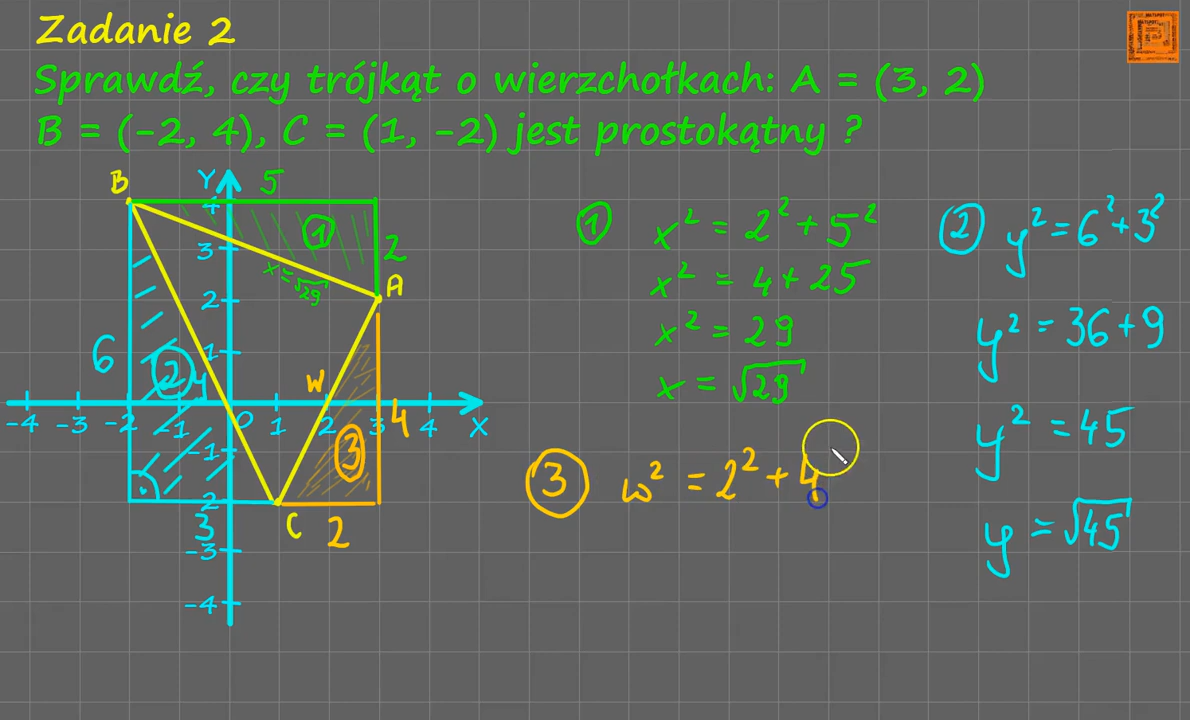 Zadanie 2
Sprawdź, czy trójkąt o wierzchołkach: A = (3, 2)
B = (-2, 4), C = (1, -2) jest prostokątny ?
B Y 5
4
3 1 2
x=√29 A
2
6 1 W
2 y
-4 -3 -2 -1 0 1 2 3 4 X
4
-1 3
2 C 2
3
-3
-4
1 x² = 2² + 5²
x² = 4 + 25
x² = 29
x = √29
2 y² = 6² + 3²
y² = 36 + 9
y² = 45
y = √45
3 w² = 2² + 4